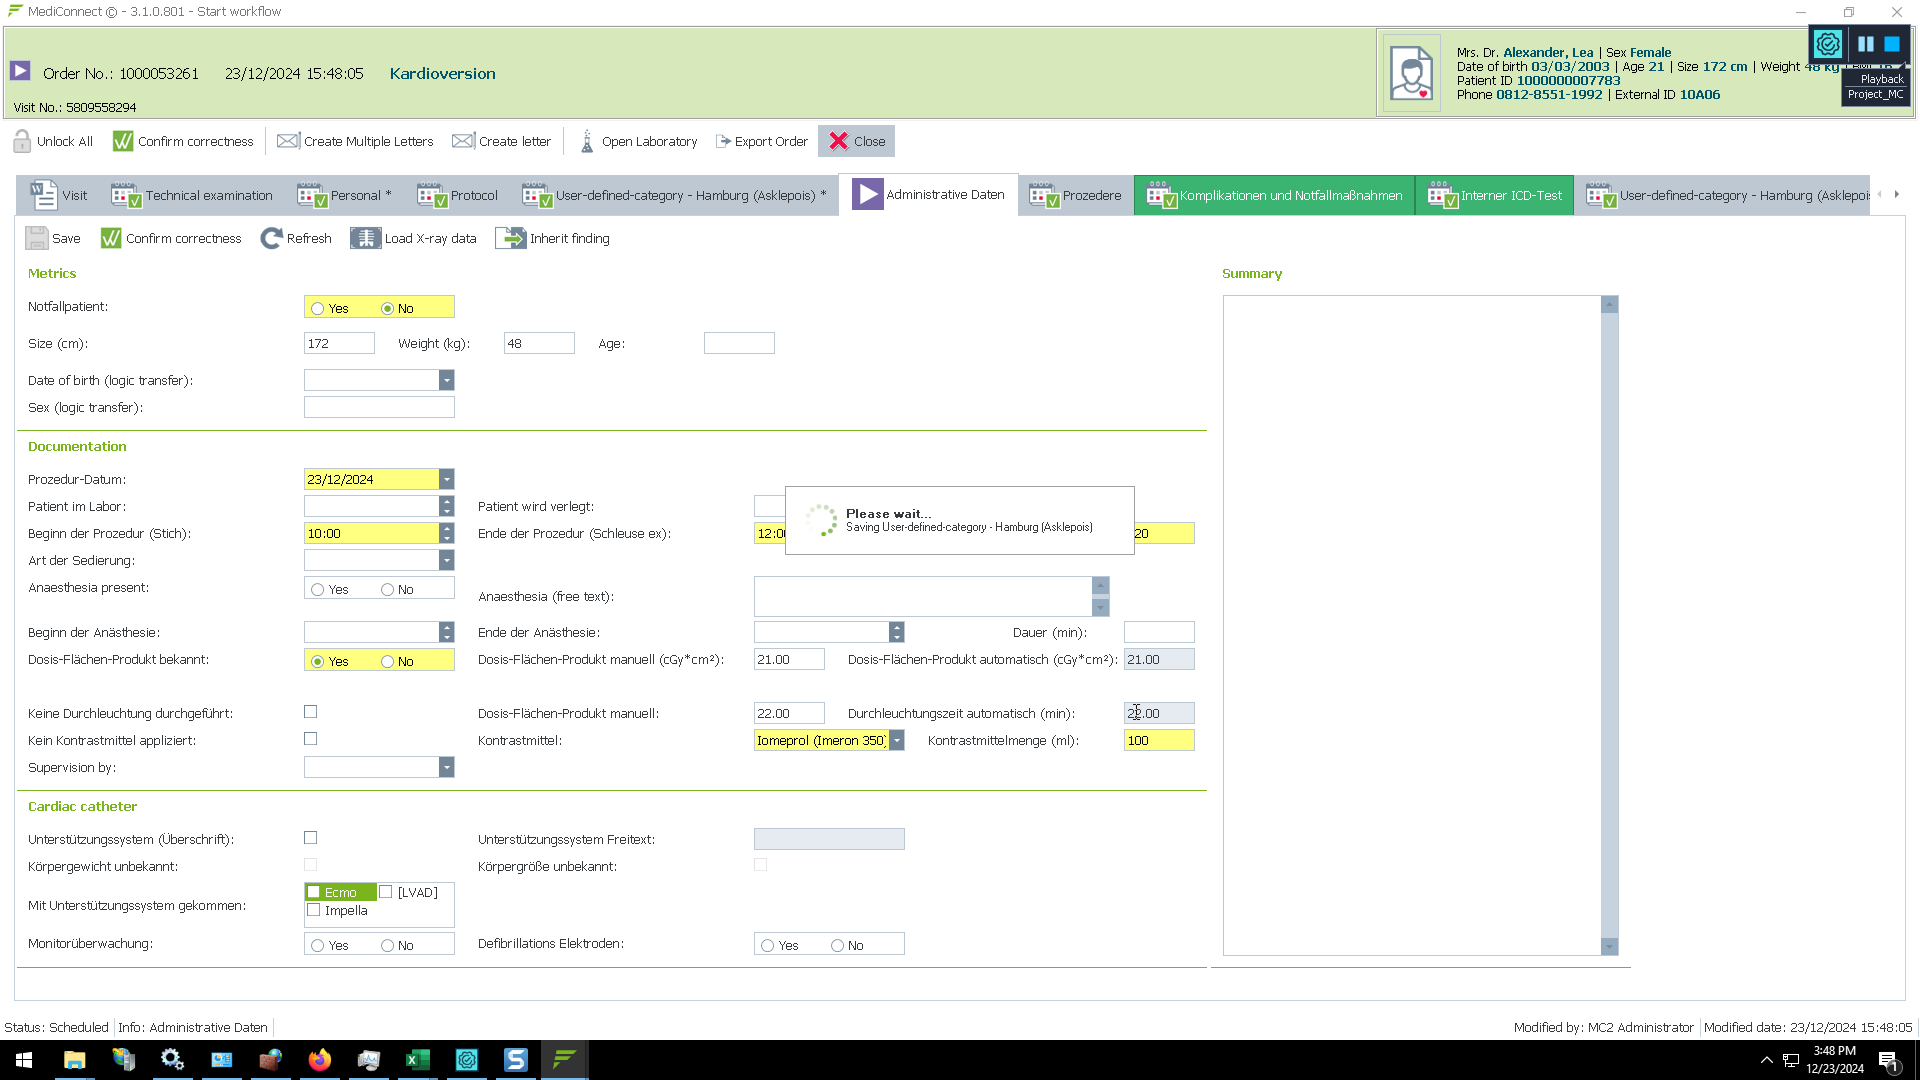 MediConnect © - 3.1.0.801 - Start workflow
Order No.: 1000053261 23/12/2024 15:48:05 Kardioversion
Visit No.: 5809558294
Mrs. Dr. Alexander, Lea | Sex Female
Date of birth 03/03/2003 | Age 21 | Size 172 cm | Weight 48 kg
Patient ID 1000000007783
Phone 0812-8551-1992 | External ID 10A06
Playback
Project_MC
Unlock All Confirm correctness Create Multiple Letters Create letter Open Laboratory Export Order Close
Visit Technical examination Personal * Protocol User-defined-category - Hamburg (Asklepois) * Administrative Daten Prozedere Komplikationen und Notfallmaßnahmen Interner ICD-Test User-defined-category - Hamburg (Asklepois
Save Confirm correctness Refresh Load X-ray data Inherit finding
Metrics Summary
Notfallpatient: Yes No
Size (cm): 172 Weight (kg): 48 Age:
Date of birth (logic transfer):
Sex (logic transfer):
Documentation
Prozedur-Datum: 23/12/2024
Patient im Labor: Patient wird verlegt:
Beginn der Prozedur (Stich): 10:00 Ende der Prozedur (Schleuse ex): 12:0 20
Please wait...
Saving User-defined-category - Hamburg (Asklepois)
Art der Sedierung:
Anaesthesia present: Yes No Anaesthesia (free text):
Beginn der Anästhesie: Ende der Anästhesie: Dauer (min):
Dosis-Flächen-Produkt bekannt: Yes No Dosis-Flächen-Produkt manuell (cGy*cm²): 21.00 Dosis-Flächen-Produkt automatisch (cGy*cm²): 21.00
Keine Durchleuchtung durchgeführt: Dosis-Flächen-Produkt manuell: 22.00 Durchleuchtungszeit automatisch (min): 22.00
Kein Kontrastmittel appliziert: Kontrastmittel: Iomeprol (Imeron 350) Kontrastmittelmenge (ml): 100
Supervision by:
Cardiac catheter
Unterstützungssystem (Überschrift): Unterstützungssystem Freitext:
Körpergewicht unbekannt: Körpergröße unbekannt:
Mit Unterstützungssystem gekommen: Ecmo [LVAD]
Impella
Monitorüberwachung: Yes No Defibrillations Elektroden: Yes No
Status: Scheduled Info: Administrative Daten Modified by: MC2 Administrator Modified date: 23/12/2024 15:48:05
3:48 PM
12/23/2024
1